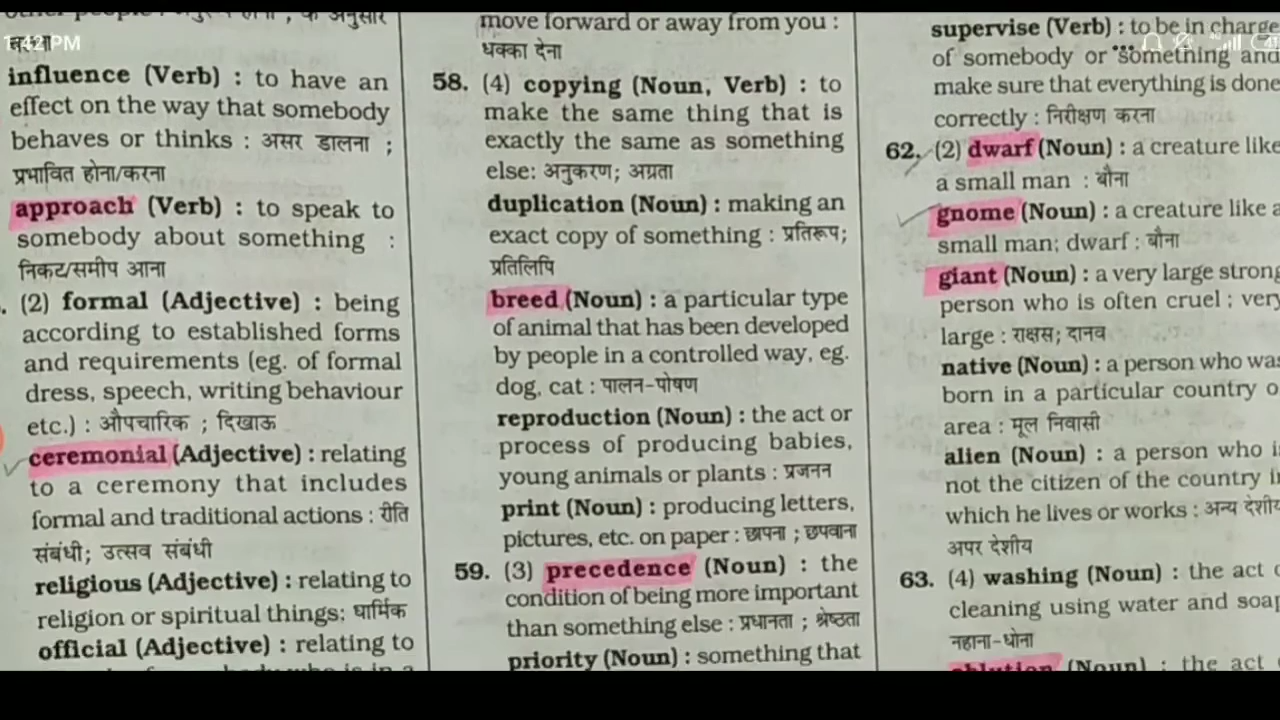 other people : अनुरूप होना ; के अनुसार
1:42 PM
influence (Verb) : to have an
effect on the way that somebody
behaves or thinks : असर डालना ;
प्रभावित होना/करना
approach (Verb) : to speak to
somebody about something :
निकट/समीप आना
(2) formal (Adjective) : being
according to established forms
and requirements (eg. of formal
dress, speech, writing behaviour
etc.) : औपचारिक ; दिखाऊ
ceremonial (Adjective) : relating
to a ceremony that includes
formal and traditional actions : रीति
संबंधी; उत्सव संबंधी
religious (Adjective) : relating to
religion or spiritual things: धार्मिक
official (Adjective) : relating to
move forward or away from you :
धक्का देना
58. (4) copying (Noun, Verb) : to
make the same thing that is
exactly the same as something
else: अनुकरण; अग्रता
duplication (Noun) : making an
exact copy of something : प्रतिरूप;
प्रतिलिपि
breed (Noun) : a particular type
of animal that has been developed
by people in a controlled way, eg.
dog, cat : पालन-पोषण
reproduction (Noun) : the act or
process of producing babies,
young animals or plants : प्रजनन
print (Noun) : producing letters,
pictures, etc. on paper : छापना ; छपवाना
59. (3) precedence (Noun) : the
condition of being more important
than something else : प्रधानता ; श्रेष्ठता
priority (Noun) : something that
supervise (Verb) : to be in charge
of somebody or something and
make sure that everything is done
correctly : निरीक्षण करना
62. (2) dwarf (Noun) : a creature like
a small man : बौना
gnome (Noun) : a creature like a
small man; dwarf : बौना
giant (Noun) : a very large strong
person who is often cruel ; very
large : राक्षस; दानव
native (Noun) : a person who was
born in a particular country o
area : मूल निवासी
alien (Noun) : a person who i
not the citizen of the country i
which he lives or works : अन्य देशीय
अपर देशीय
63. (4) washing (Noun) : the act o
cleaning using water and soap
नहाना-धोना
ablution (Noun) : the act